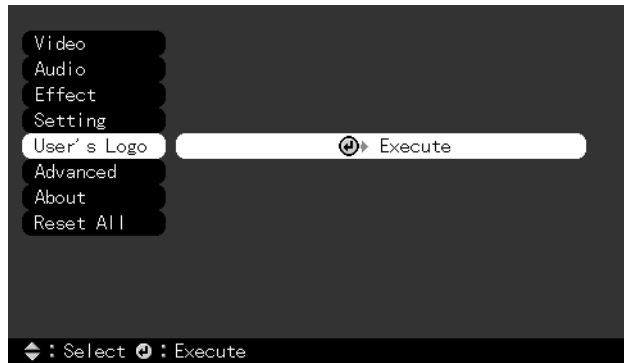 Video
Audio
Effect
Setting
User's Logo Execute
Advanced
About
Reset All
: Select : Execute